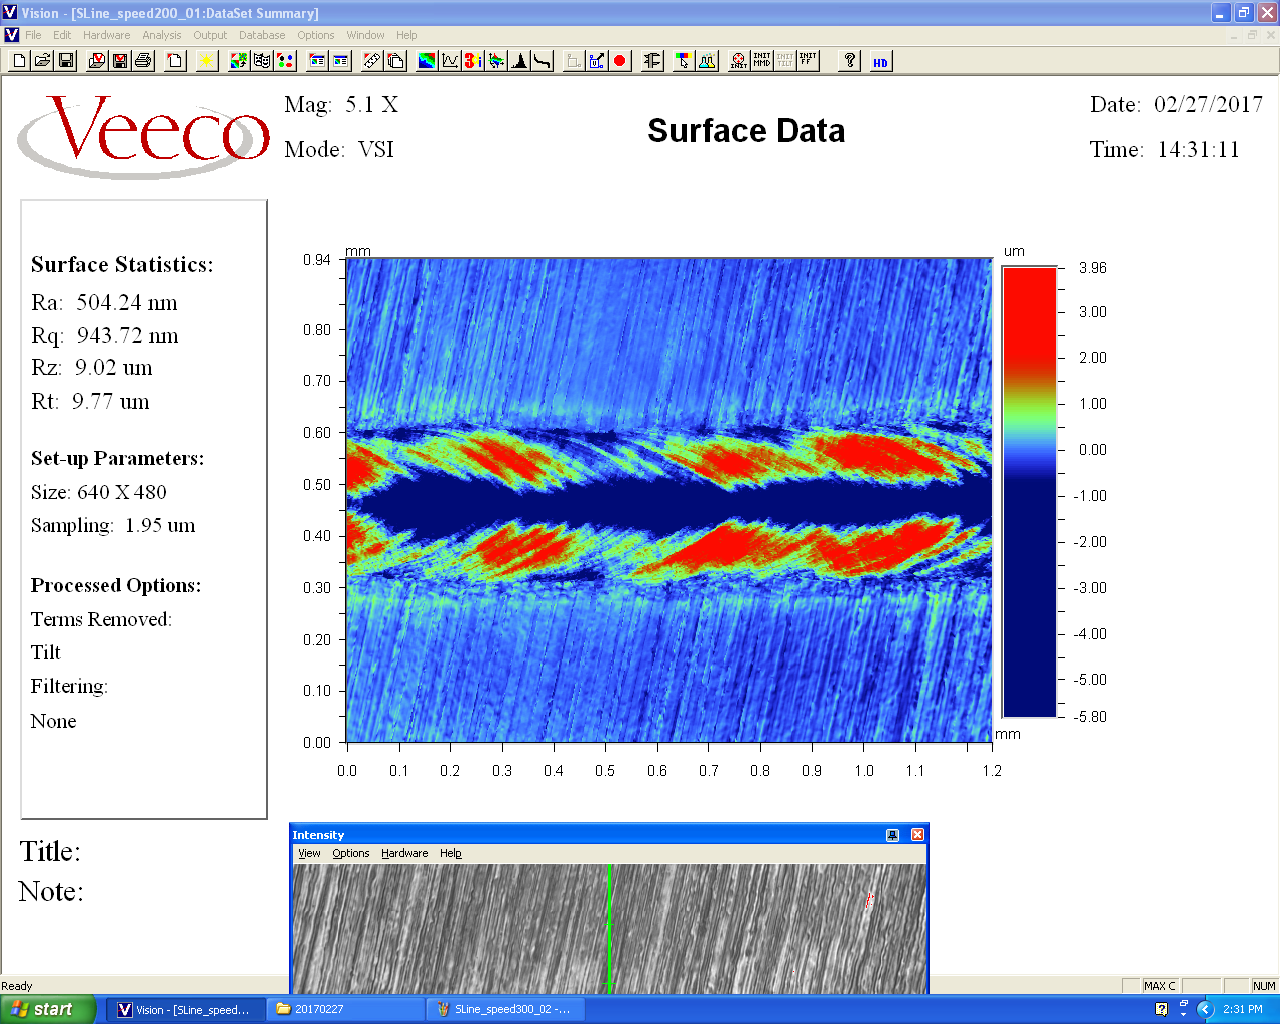 Vision - [SLine_speed200_01:DataSet Summary]
File Edit Hardware Analysis Output Database Options Window Help
INIT INIT MMD INIT TILT INIT FF ? HD
Veeco
Mag: 5.1 X
Mode: VSI
Surface Data
Date: 02/27/2017
Time: 14:31:11
Surface Statistics:
Ra: 504.24 nm
Rq: 943.72 nm
Rz: 9.02 um
Rt: 9.77 um
Set-up Parameters:
Size: 640 X 480
Sampling: 1.95 um
Processed Options:
Terms Removed:
Tilt
Filtering:
None
Title:
Note:
mm
0.94
0.80
0.70
0.60
0.50
0.40
0.30
0.20
0.10
0.00
0.0 0.1 0.2 0.3 0.4 0.5 0.6 0.7 0.8 0.9 1.0 1.1 1.2
mm
um
3.96
3.00
2.00
1.00
0.00
-1.00
-2.00
-3.00
-4.00
-5.00
-5.80
Intensity
View Options Hardware Help
Ready
MAX C
NUM
start
Vision - [SLine_speed...
20170227
SLine_speed300_02 -...
2:31 PM